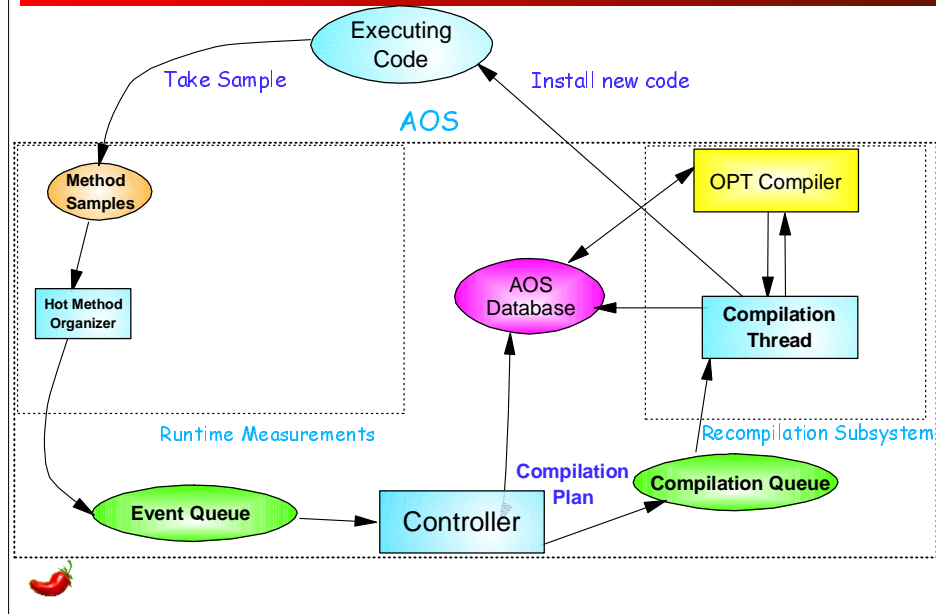 Executing
Code
Take Sample
Install new code
AOS
Method
Samples
OPT Compiler
Hot Method
Organizer
AOS
Database
Compilation
Thread
Runtime Measurements
Recompilation Subsystem
Compilation
Plan
Compilation Queue
Event Queue
Controller